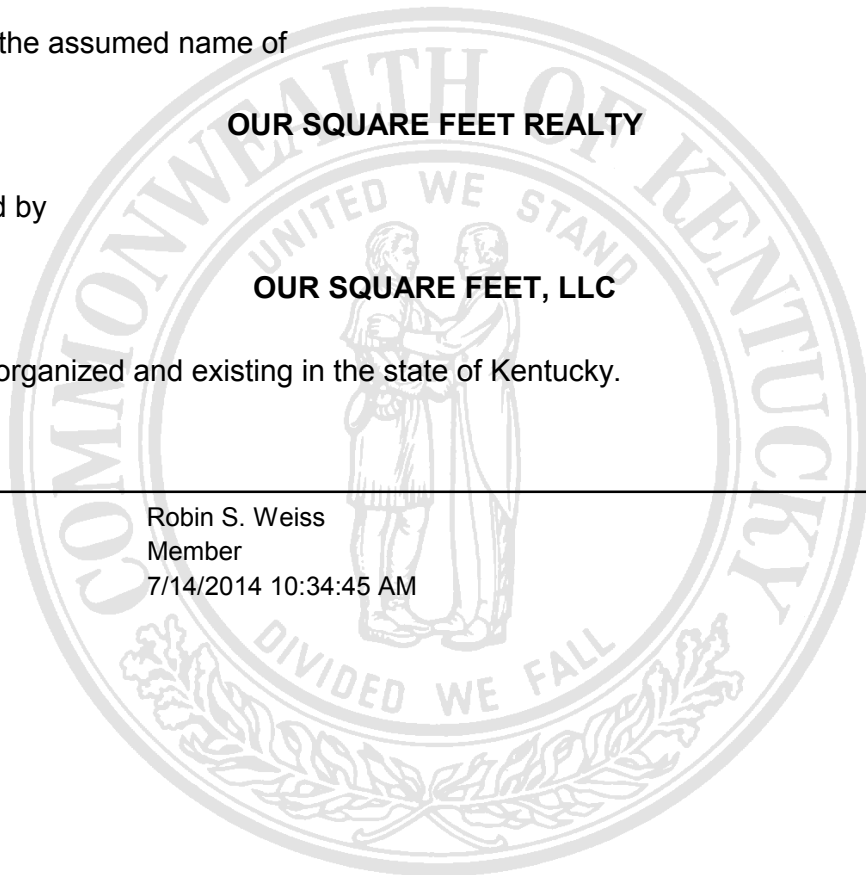 the assumed name of
OUR SQUARE FEET REALTY
d by
OUR SQUARE FEET, LLC
organized and existing in the state of Kentucky.
Robin S. Weiss
Member
7/14/2014 10:34:45 AM
COMMONWEALTH OF KENTUCKY
UNITED WE STAND
DIVIDED WE FALL